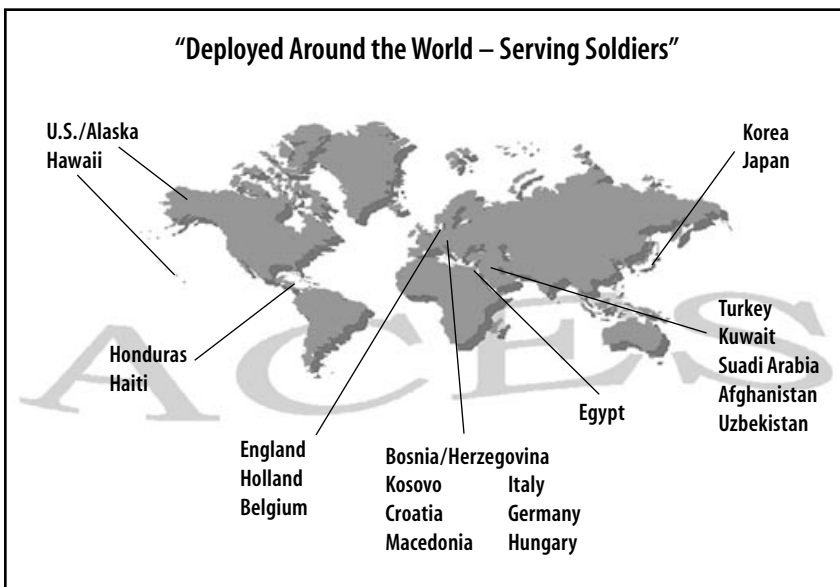 “Deployed Around the World – Serving Soldiers”
U.S./Alaska
Hawaii
Korea
Japan
ACES
Honduras
Haiti
Turkey
Kuwait
Suadi Arabia
Afghanistan
Uzbekistan
Egypt
England
Holland
Belgium
Bosnia/Herzegovina
Kosovo Italy
Croatia Germany
Macedonia Hungary